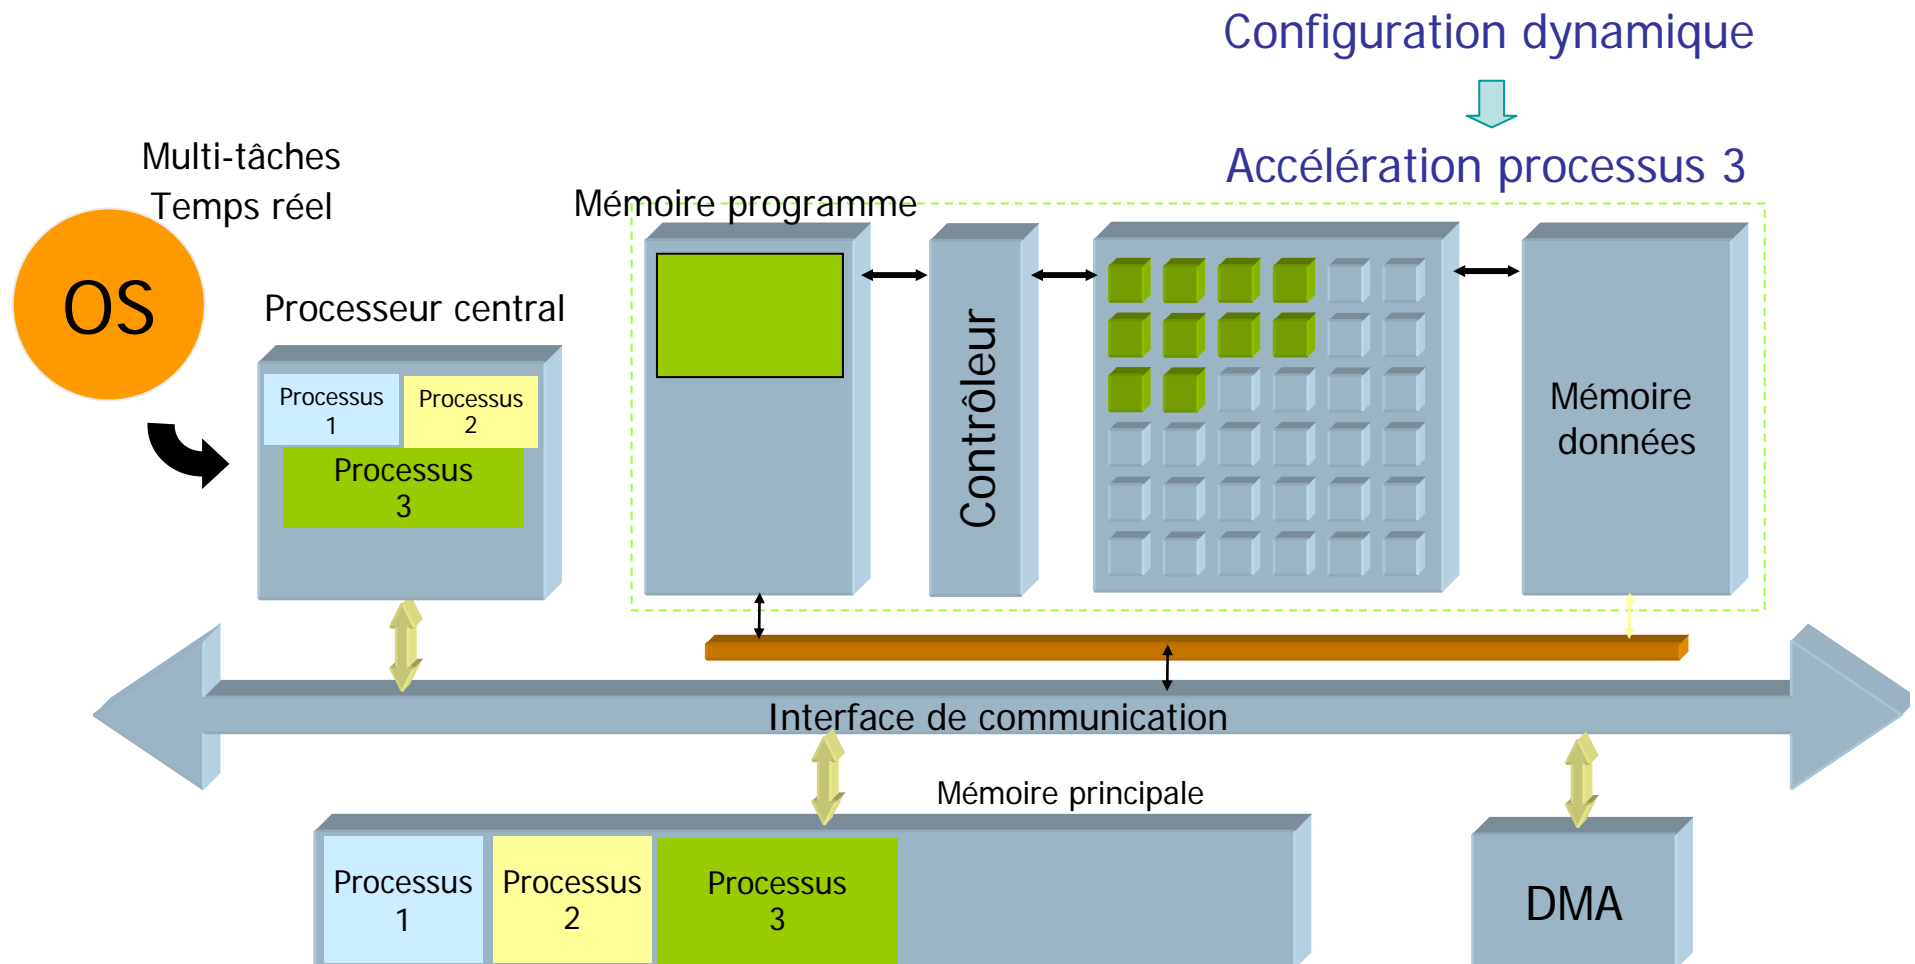 Configuration dynamique
Accélération processus 3
Multi-tâches
Temps réel
OS
Mémoire programme
Processeur central
Processus
1
Processus
2
Processus
3
Contrôleur
Mémoire
données
Interface de communication
Mémoire principale
Processus
1
Processus
2
Processus
3
DMA